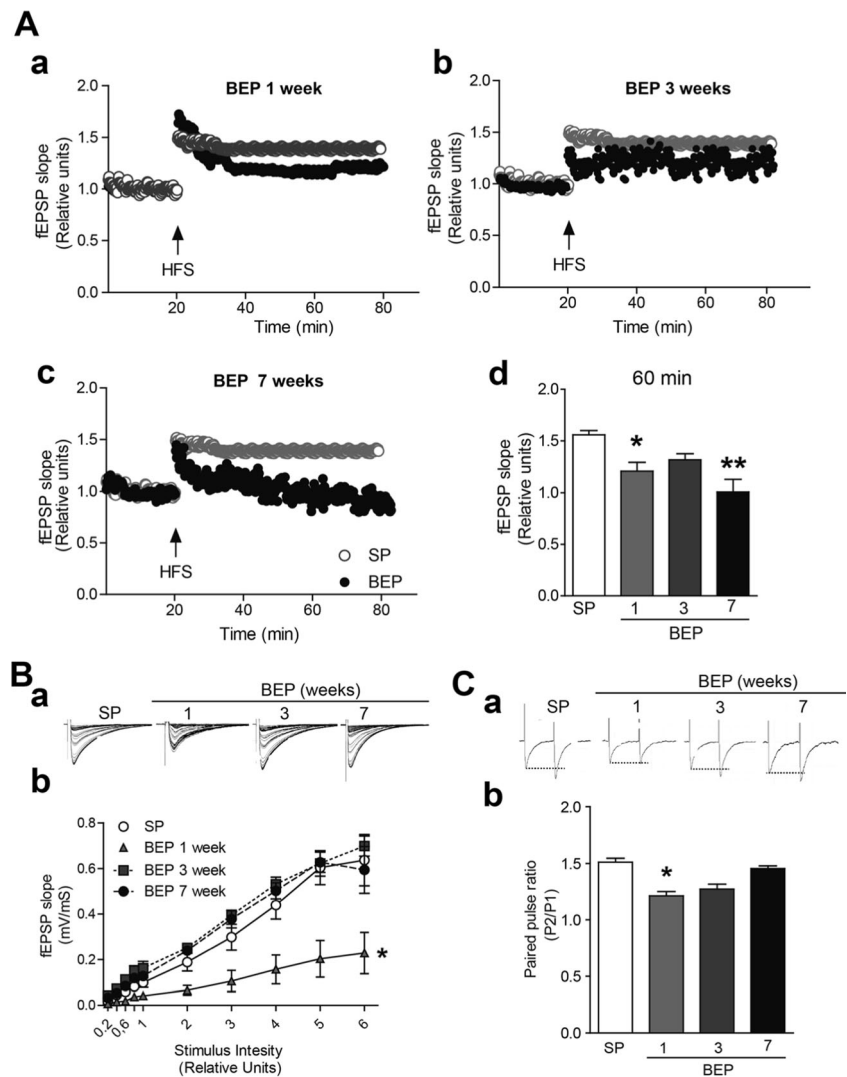 A
a
BEP 1 week
fEPSP slope
(Relative units)
2.0
1.5
1.0
0.5
0.0
HFS
20
40
60
80
Time (min)
b
BEP 3 weeks
fEPSP slope
(Relative units)
2.0
1.5
1.0
0.5
0.0
HFS
20
40
60
80
Time (min)
c
BEP 7 weeks
fEPSP slope
(Relative units)
2.0
1.5
1.0
0.5
0.0
HFS
SP
BEP
20
40
60
80
Time (min)
d
60 min
fEPSP slope
(Relative units)
2.0
1.5
1.0
0.5
0.0
*
**
SP
1
3
7
BEP
B
a
BEP (weeks)
SP
1
3
7
b
SP
BEP 1 week
BEP 3 week
BEP 7 week
fEPSP slope
(mV/mS)
0.8
0.6
0.4
0.2
0.0
*
0.2
0.6
1
2
3
4
5
6
Stimulus Intesity
(Relative Units)
C
a
BEP (weeks)
SP
1
3
7
b
Paired pulse ratio
(P2/P1)
2.0
1.5
1.0
0.5
0.0
*
SP
1
3
7
BEP